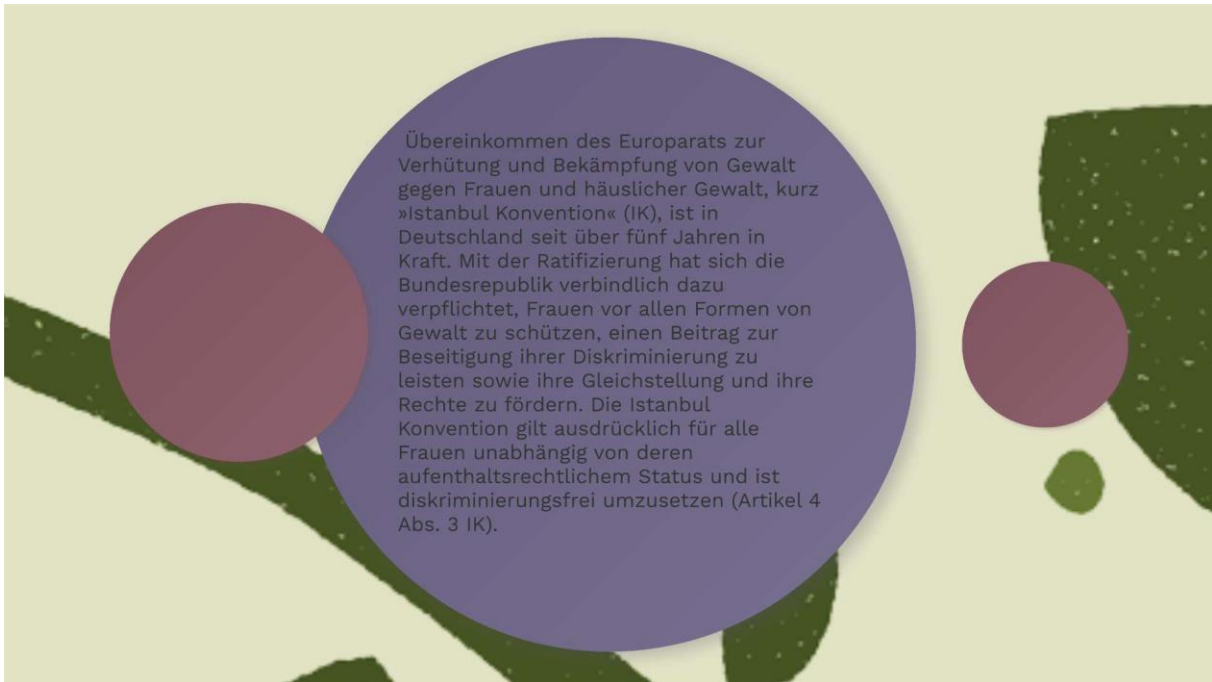 Übereinkommen des Europarats zur
Verhütung und Bekämpfung von Gewalt
gegen Frauen und häuslicher Gewalt, kurz
»Istanbul Konvention« (IK), ist in
Deutschland seit über fünf Jahren in
Kraft. Mit der Ratifizierung hat sich die
Bundesrepublik verbindlich dazu
verpflichtet, Frauen vor allen Formen von
Gewalt zu schützen, einen Beitrag zur
Beseitigung ihrer Diskriminierung zu
leisten sowie ihre Gleichstellung und ihre
Rechte zu fördern. Die Istanbul
Konvention gilt ausdrücklich für alle
Frauen unabhängig von deren
aufenthaltsrechtlichem Status und ist
diskriminierungsfrei umzusetzen (Artikel 4
Abs. 3 IK).